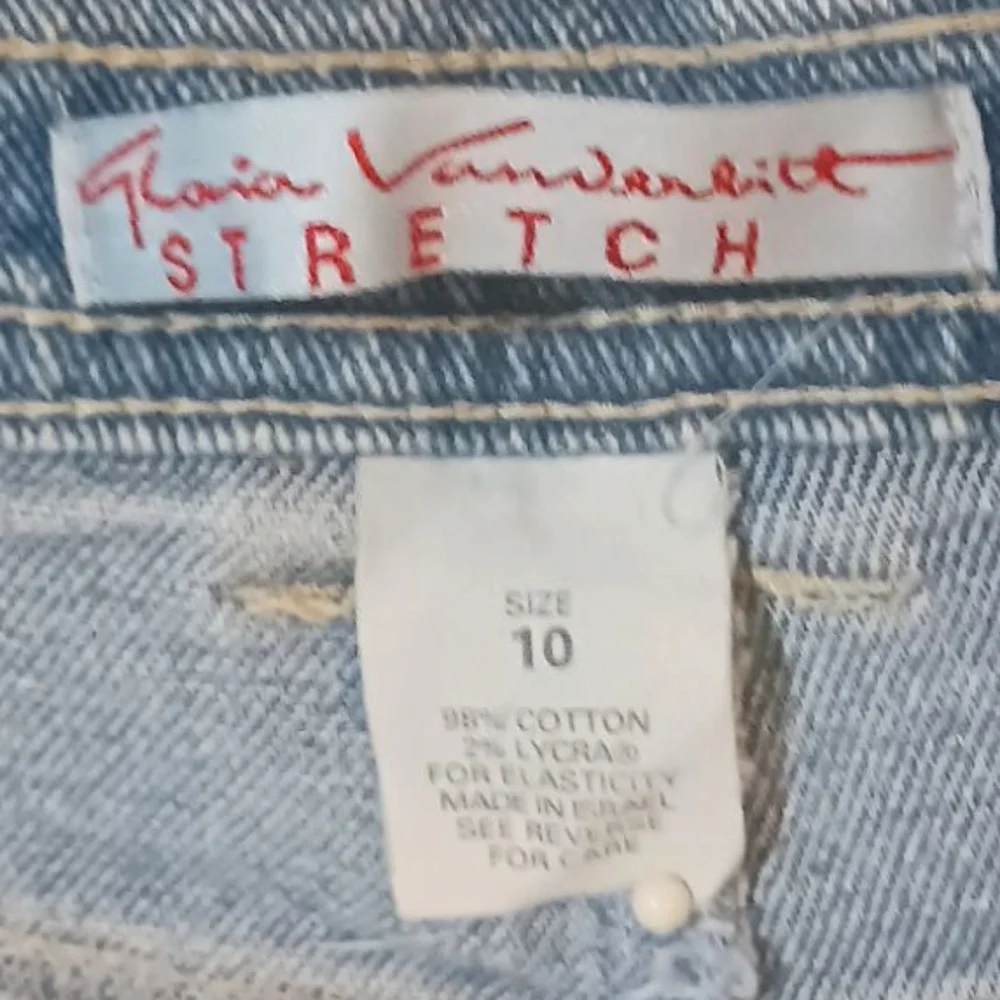 Gloria Vanderbilt
STRETCH
SIZE
10
98% COTTON
2% LYCRA®
FOR ELASTICITY
MADE IN ISRAEL
SEE REVERSE
FOR CARE